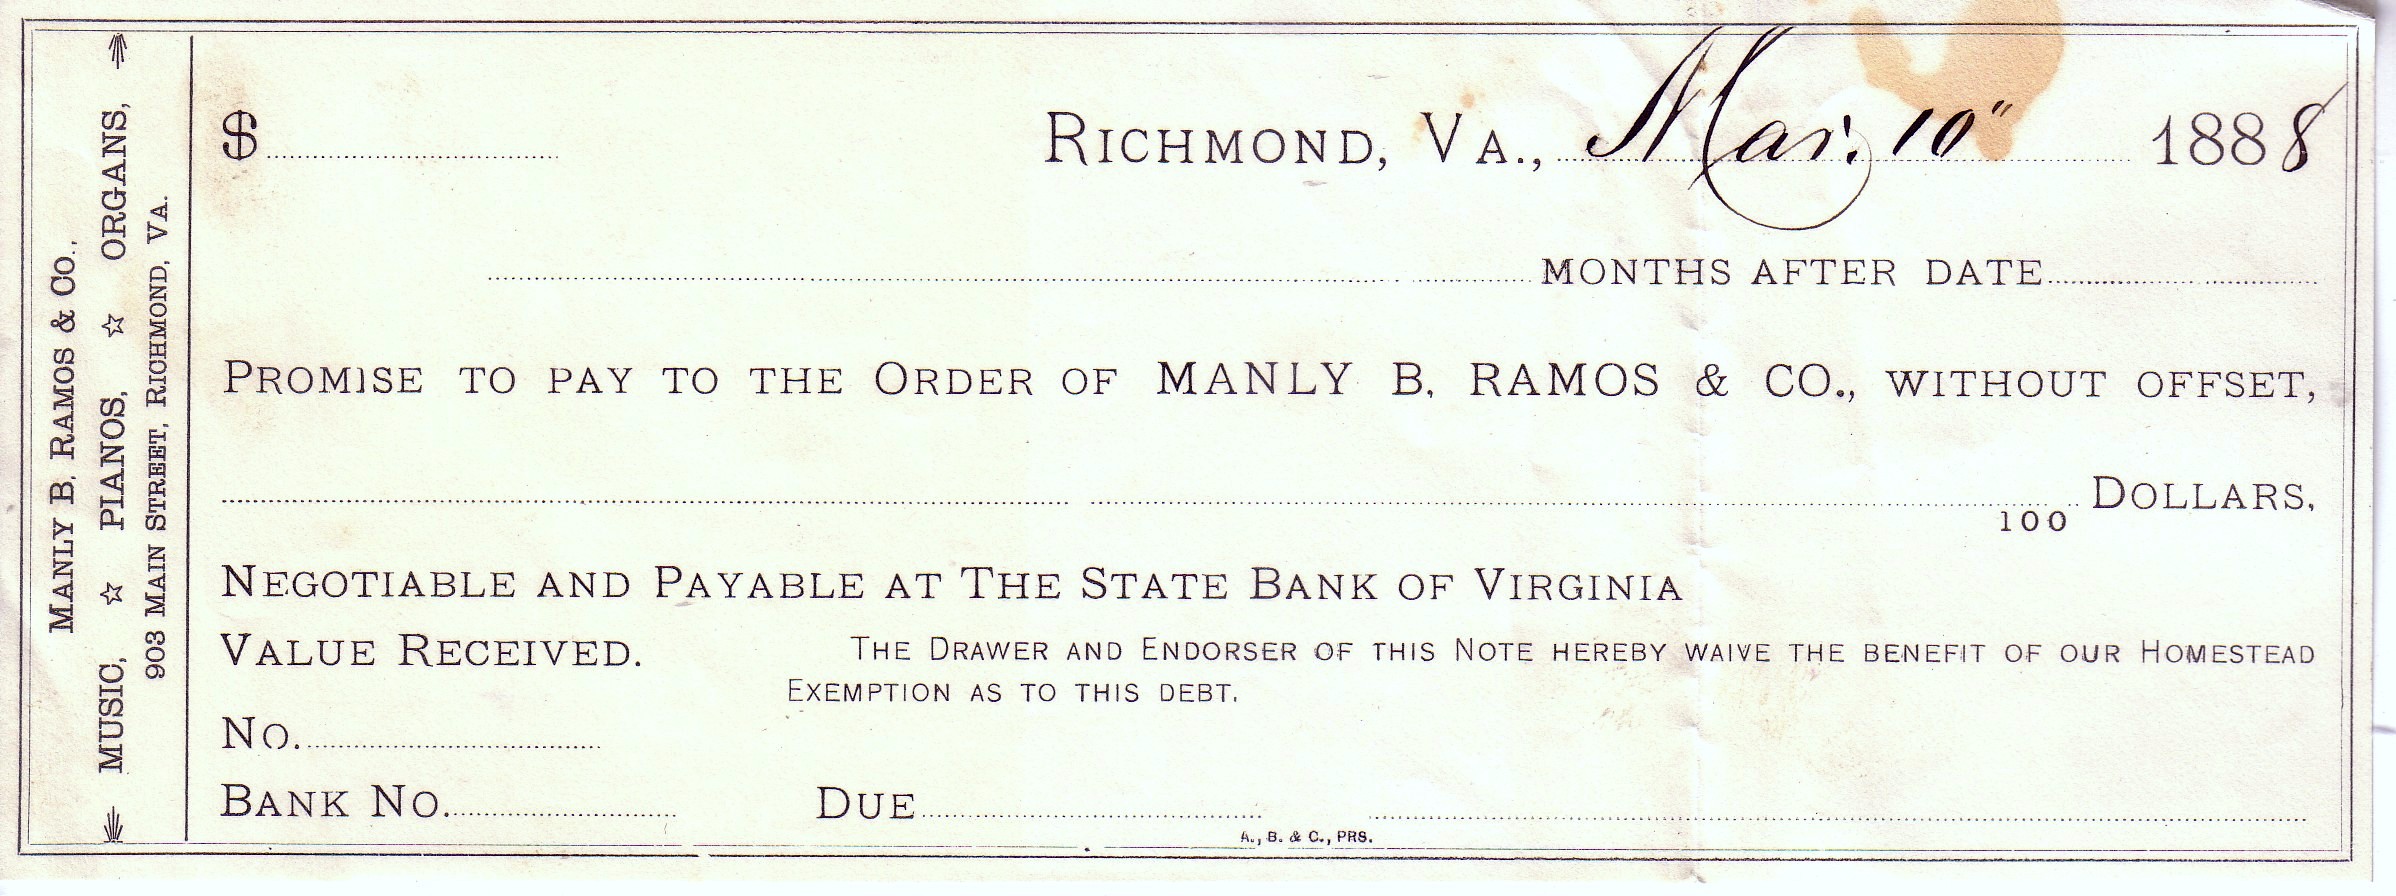 MANLY B. RAMOS & CO.,
MUSIC, ☆ PIANOS, ☆ ORGANS,
903 MAIN STREET, RICHMOND, VA.
$ RICHMOND, VA., Mar. 10" 1888
MONTHS AFTER DATE
PROMISE TO PAY TO THE ORDER OF MANLY B. RAMOS & CO., WITHOUT OFFSET,
DOLLARS,
100
NEGOTIABLE AND PAYABLE AT THE STATE BANK OF VIRGINIA
VALUE RECEIVED. THE DRAWER AND ENDORSER OF THIS NOTE HEREBY WAIVE THE BENEFIT OF OUR HOMESTEAD
EXEMPTION AS TO THIS DEBT.
NO.
BANK NO. DUE
A., B. & C., PRS.